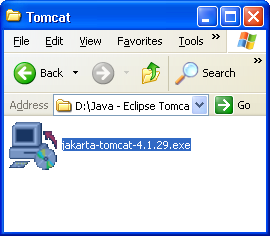 Tomcat
File Edit View Favorites Tools »
Back Search
Address D:\Java - Eclipse Tomca Go
jakarta-tomcat-4.1.29.exe